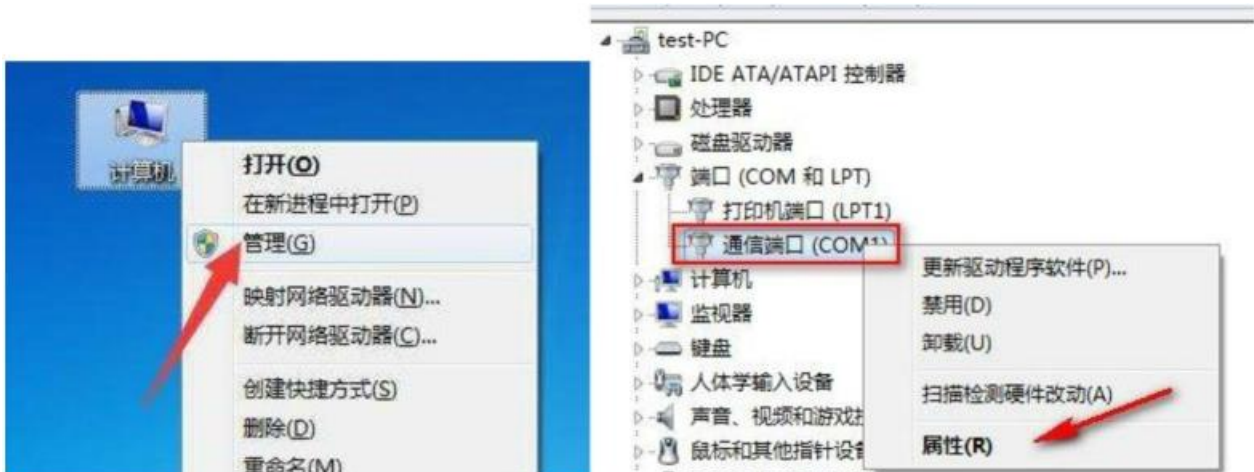 计算机
打开(O)
在新进程中打开(P)
管理(G)
映射网络驱动器(N)...
断开网络驱动器(C)...
创建快捷方式(S)
删除(D)
重命名(M)
test-PC
IDE ATA/ATAPI 控制器
处理器
磁盘驱动器
端口 (COM 和 LPT)
打印机端口 (LPT1)
通信端口 (COM1)
计算机
监视器
键盘
人体学输入设备
声音、视频和游戏
鼠标和其他指针设备
更新驱动程序软件(P)...
禁用(D)
卸载(U)
扫描检测硬件改动(A)
属性(R)